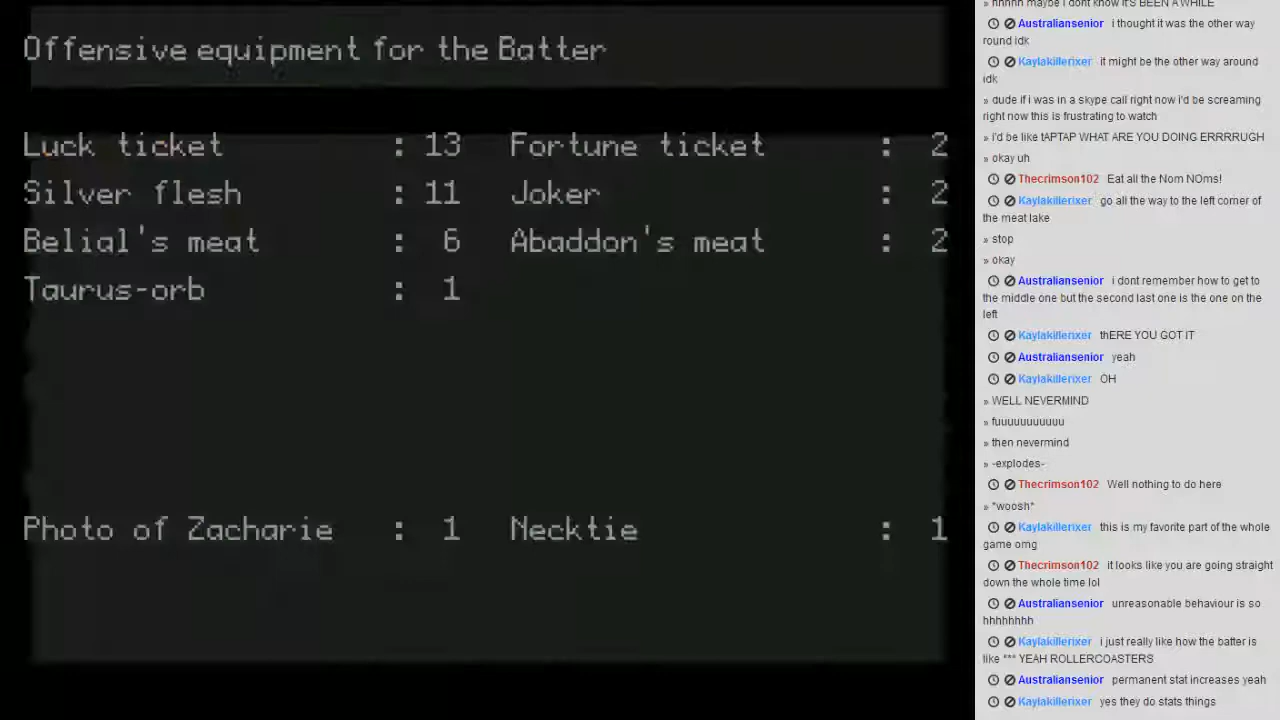 Offensive equipment for the Batter
Luck ticket : 13 Fortune ticket : 2
Silver flesh : 11 Joker : 2
Belial's meat : 6 Abaddon's meat : 2
Taurus-orb : 1
Photo of Zacharie : 1 Necktie : 1
» hhhhh maybe i dont know It'S BEEN A WHILE
Australiansenior i thought it was the other way
round idk
Kaylakillerixer it might be the other way around
idk
» dude if i was in a skype call right now i'd be screaming
right now this is frustrating to watch
» i'd be like tAPTAP WHAT ARE YOU DOING ERRRRUGH
» okay uh
Thecrimson102 Eat all the Nom NOms!
Kaylakillerixer go all the way to the left corner of
the meat lake
» stop
» okay
Australiansenior i dont remember how to get to
the middle one but the second last one is the one on the
left
Kaylakillerixer thERE YOU GOT IT
Australiansenior yeah
Kaylakillerixer OH
» WELL NEVERMIND
» fuuuuuuuuuuu
» then nevermind
» -explodes-
Thecrimson102 Well nothing to do here
» *woosh*
Kaylakillerixer this is my favorite part of the whole
game omg
Thecrimson102 it looks like you are going straight
down the whole time lol
Australiansenior unreasonable behaviour is so
hhhhhhhh
Kaylakillerixer i just really like how the batter is
like *** YEAH ROLLERCOASTERS
Australiansenior permanent stat increases yeah
Kaylakillerixer yes they do stats things